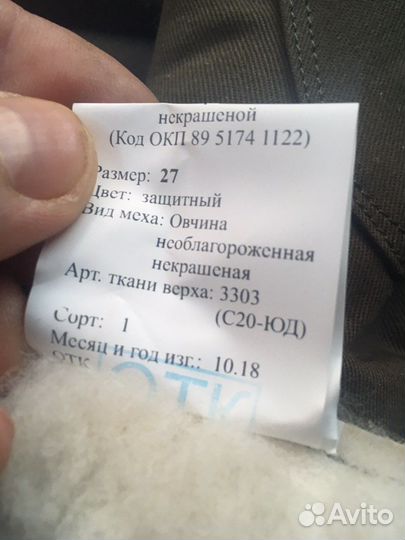 некрашеной
(Код ОКП 89 5174 1122)
Размер: 27
Цвет: защитный
Вид меха: Овчина
необлагороженная
некрашеная
Арт. ткани верха: 3303
(С20-ЮД)
Сорт: 1
Месяц и год изг.: 10.18
ОТК
ОТК
Avito